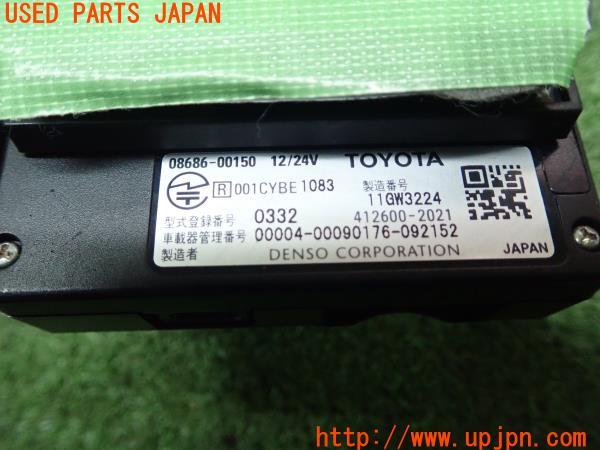 USED PARTS JAPAN
08686-00150 12/24V TOYOTA
R 001CYBE1083 製造番号
11GW3224
型式登録番号 0332 412600-2021
車載器管理番号 00004-00090176-092152
製造者 DENSO CORPORATION JAPAN
http://www.upjpn.com/